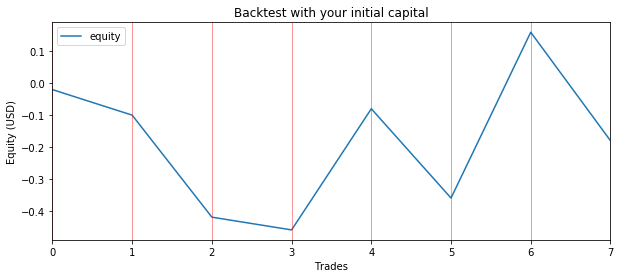 Backtest with your initial capital
equity
Equity (USD)
0.1
0.0
−0.1
−0.2
−0.3
−0.4
0 1 2 3 4 5 6 7
Trades